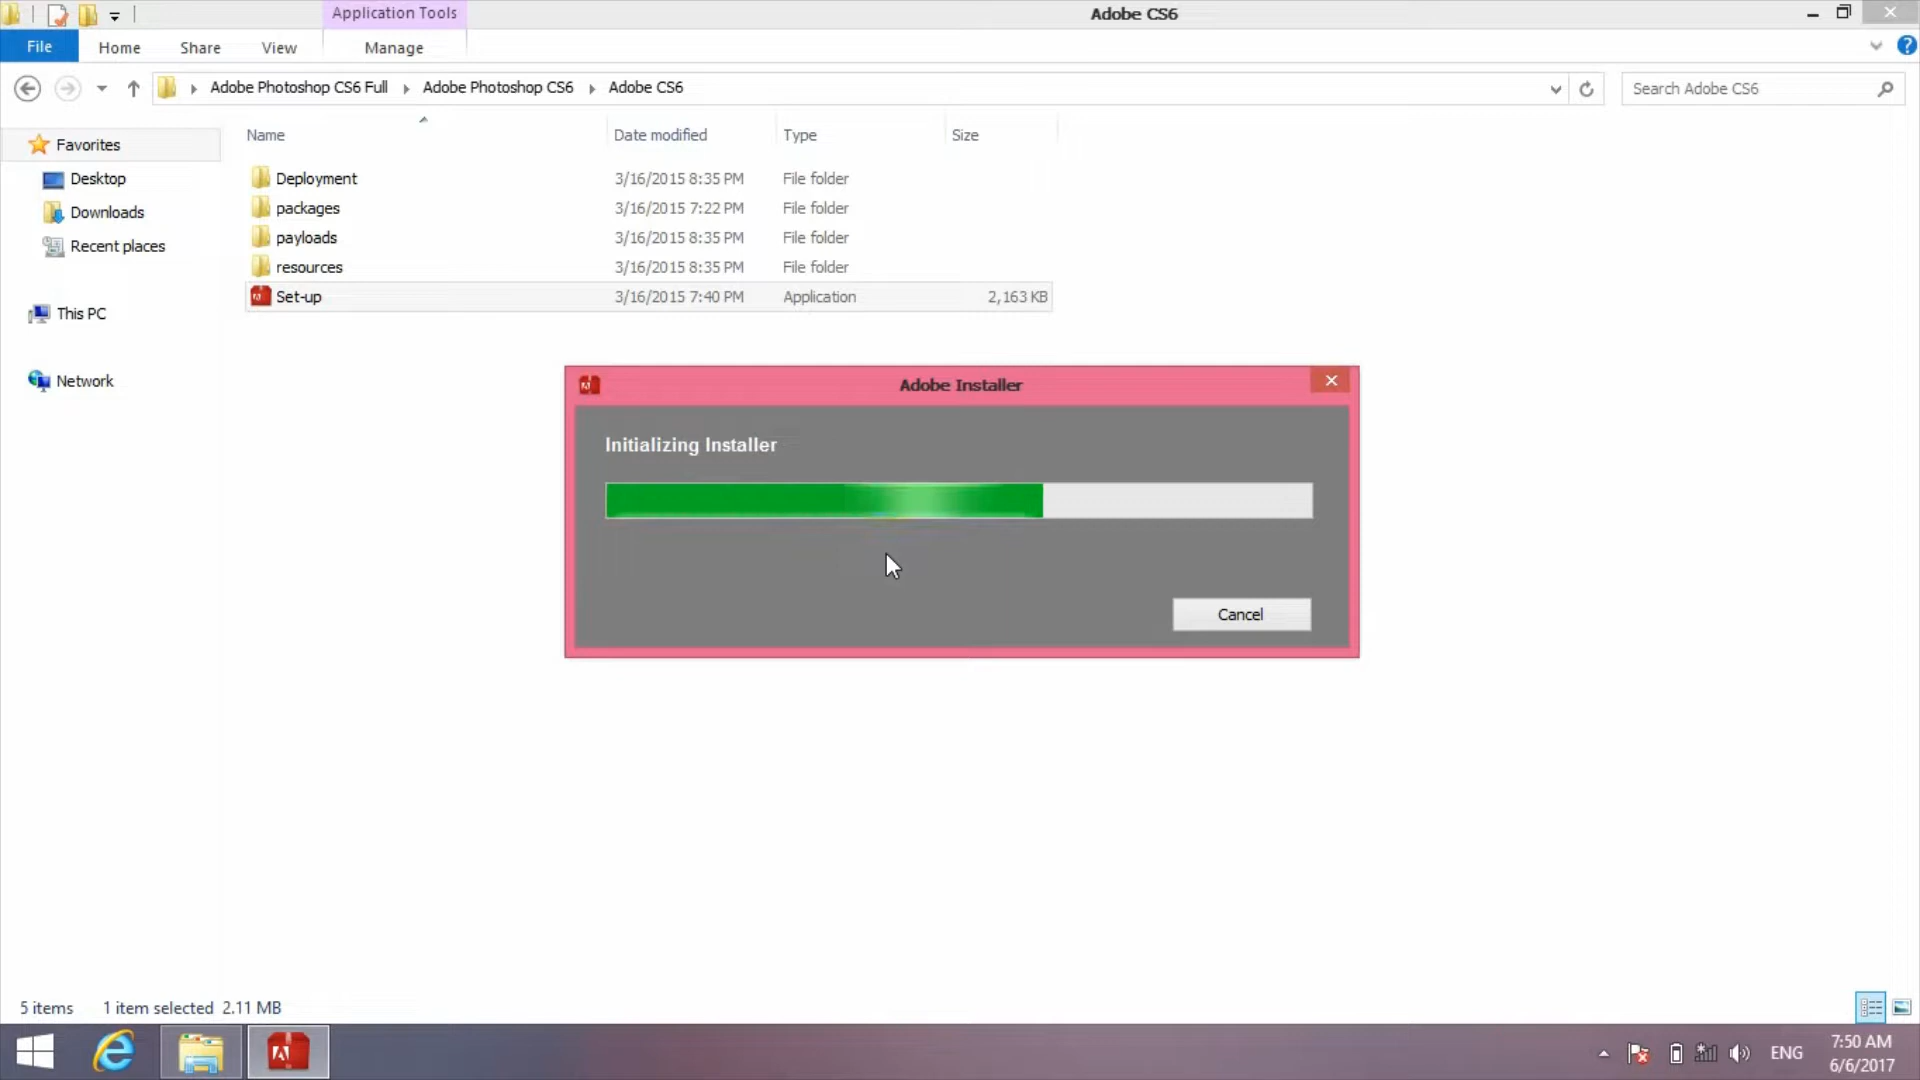 Application Tools
Adobe CS6
File
Home
Share
View
Manage
Adobe Photoshop CS6 Full
Adobe Photoshop CS6
Adobe CS6
Search Adobe CS6
Name
Date modified
Type
Size
Favorites
Desktop
Downloads
Recent places
This PC
Network
Deployment 3/16/2015 8:35 PM File folder
packages 3/16/2015 7:22 PM File folder
payloads 3/16/2015 8:35 PM File folder
resources 3/16/2015 8:35 PM File folder
Set-up 3/16/2015 7:40 PM Application 2,163 KB
Adobe Installer
Initializing Installer
Cancel
5 items 1 item selected 2.11 MB
ENG
7:50 AM
6/6/2017